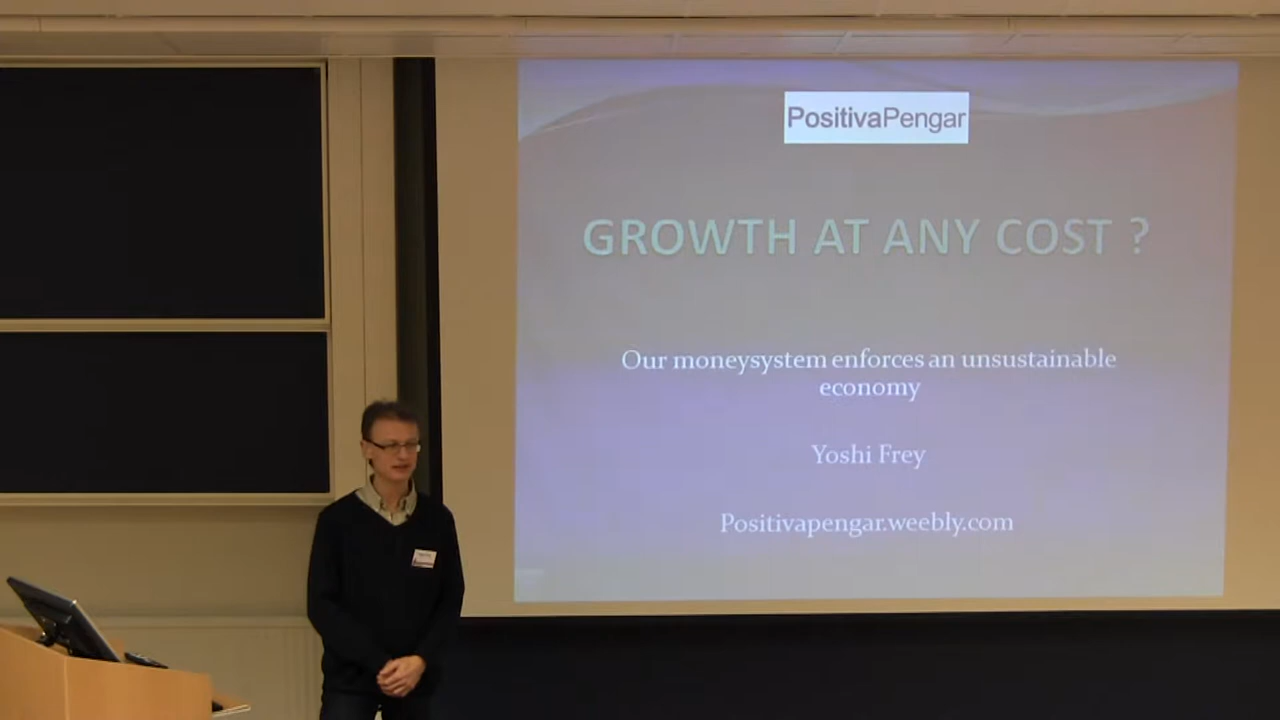 PositivaPengar
GROWTH AT ANY COST ?
Our moneysystem enforces an unsustainable
economy
Yoshi Frey
Positivapengar.weebly.com